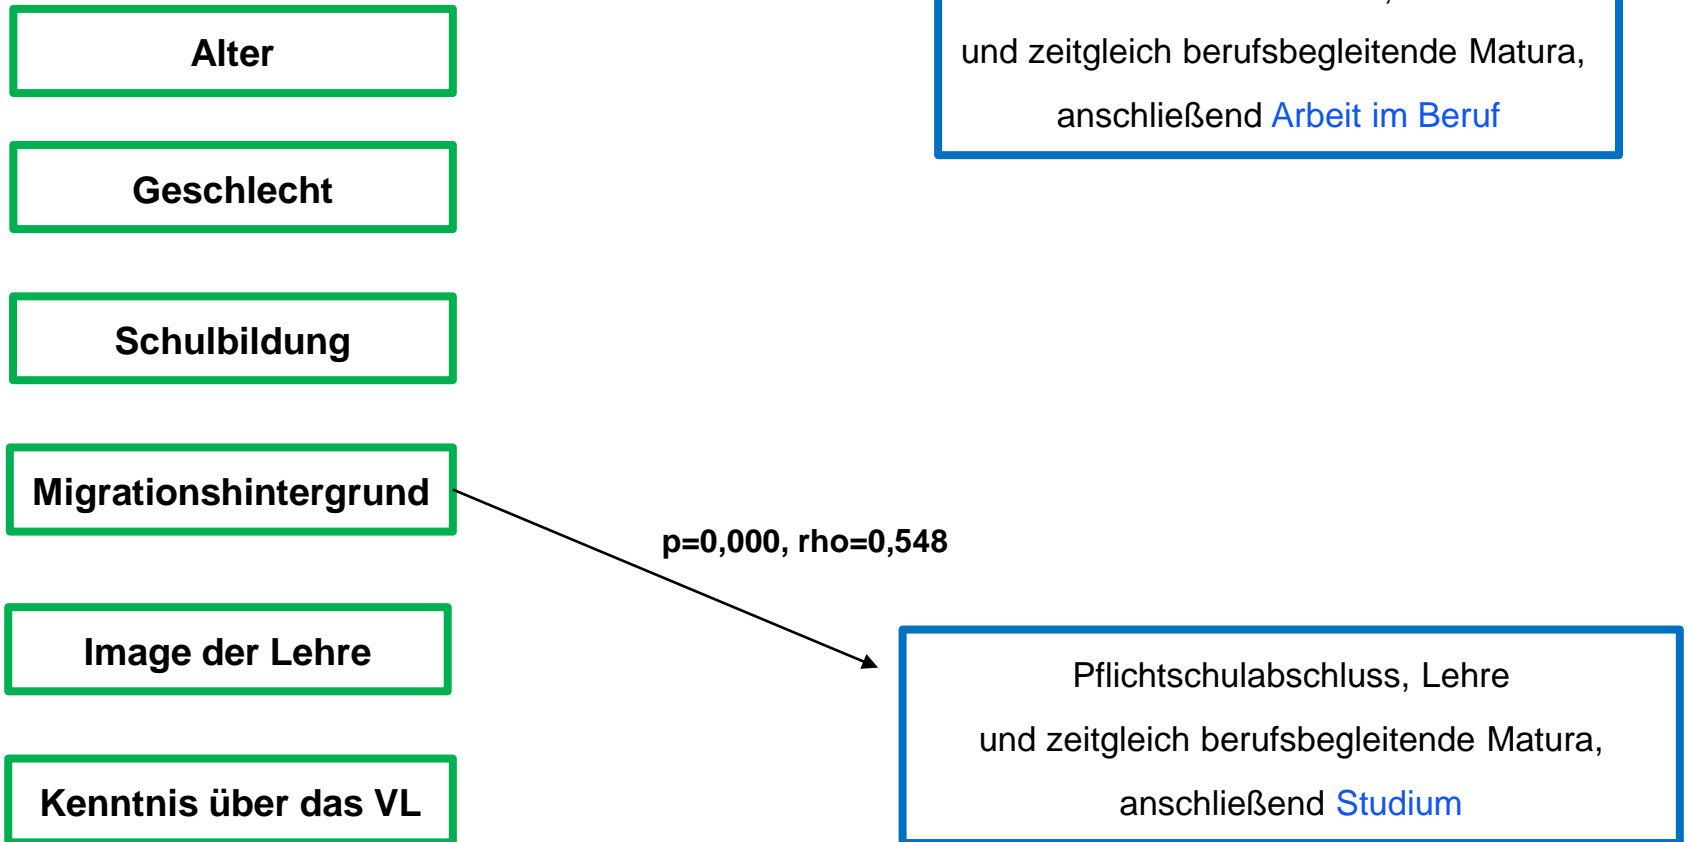 Alter
Geschlecht
Schulbildung
Migrationshintergrund
Image der Lehre
Kenntnis über das VL
und zeitgleich berufsbegleitende Matura,
anschließend Arbeit im Beruf
p=0,000, rho=0,548
Pflichtschulabschluss, Lehre
und zeitgleich berufsbegleitende Matura,
anschließend Studium